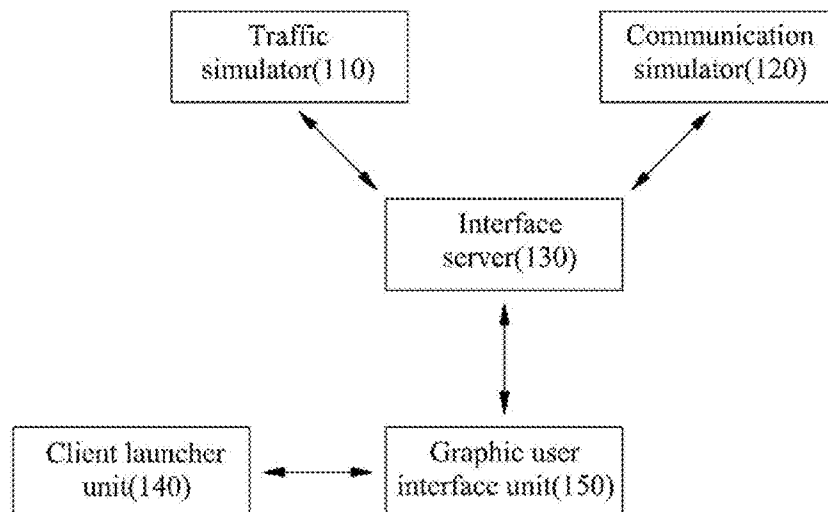 Traffic
simulator(110)
Communication
simulator(120)
Interface
server(130)
Client launcher
unit(140)
Graphic user
interface unit(150)